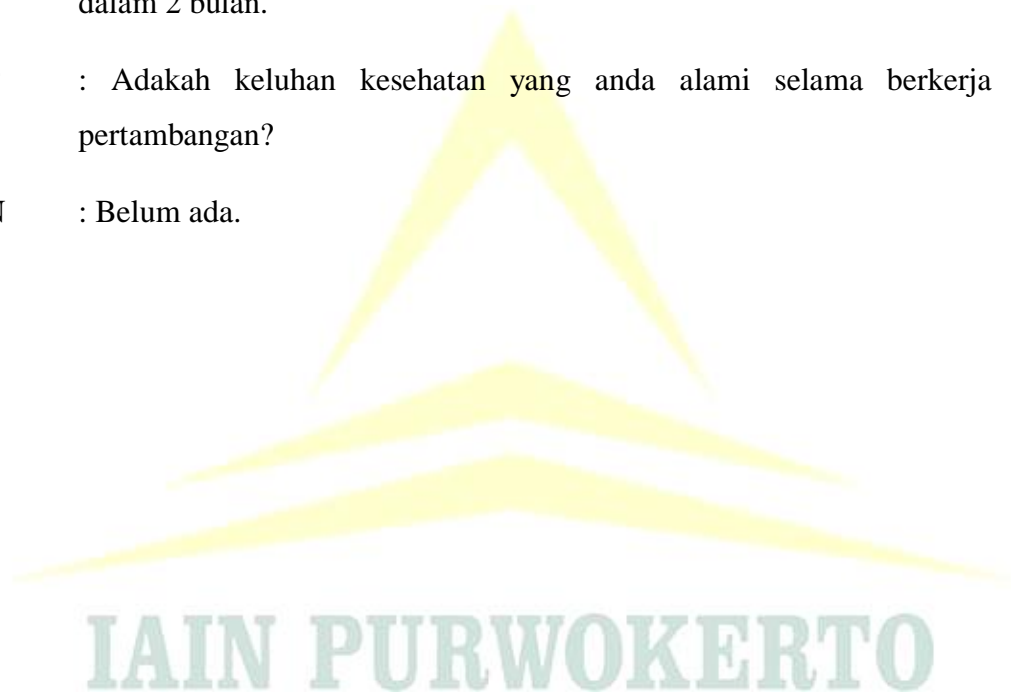 dalam 2 bulan.
: Adakah keluhan kesehatan yang anda alami selama berkerja
pertambangan?
N : Belum ada.
IAIN PURWOKERTO